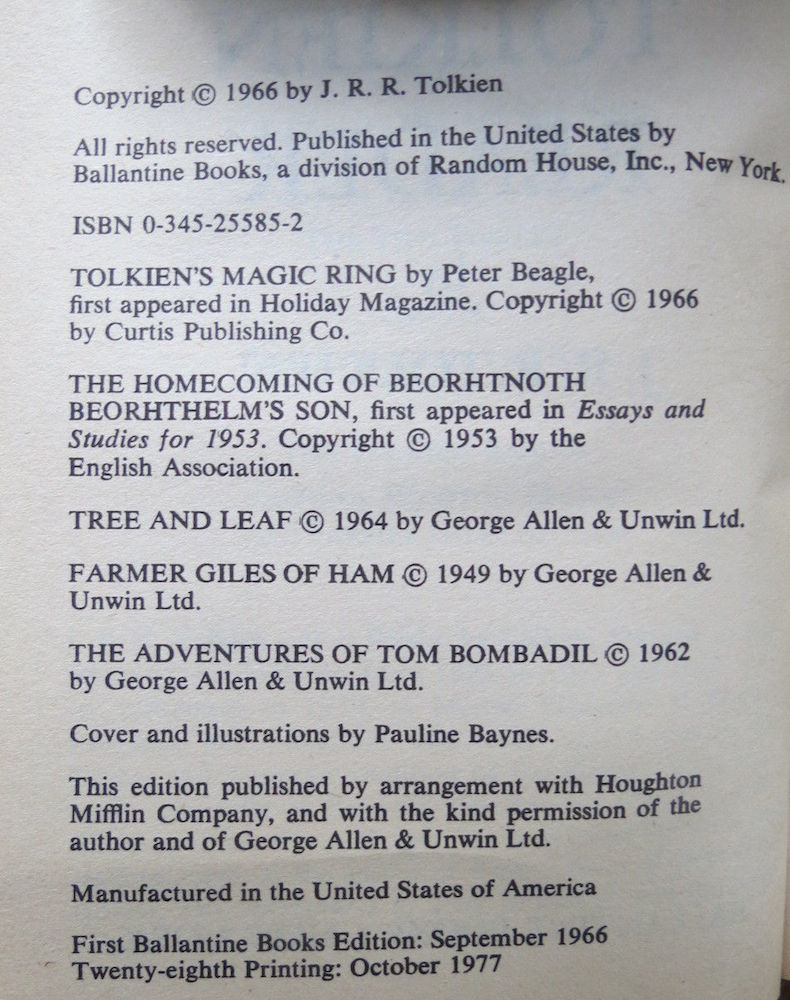 Copyright © 1966 by J. R. R. Tolkien
All rights reserved. Published in the United States by
Ballantine Books, a division of Random House, Inc., New York.
ISBN 0-345-25585-2
TOLKIEN'S MAGIC RING by Peter Beagle,
first appeared in Holiday Magazine. Copyright © 1966
by Curtis Publishing Co.
THE HOMECOMING OF BEORHTNOTH
BEORHTHELM'S SON, first appeared in Essays and
Studies for 1953. Copyright © 1953 by the
English Association.
TREE AND LEAF © 1964 by George Allen & Unwin Ltd.
FARMER GILES OF HAM © 1949 by George Allen &
Unwin Ltd.
THE ADVENTURES OF TOM BOMBADIL © 1962
by George Allen & Unwin Ltd.
Cover and illustrations by Pauline Baynes.
This edition published by arrangement with Houghton
Mifflin Company, and with the kind permission of the
author and of George Allen & Unwin Ltd.
Manufactured in the United States of America
First Ballantine Books Edition: September 1966
Twenty-eighth Printing: October 1977